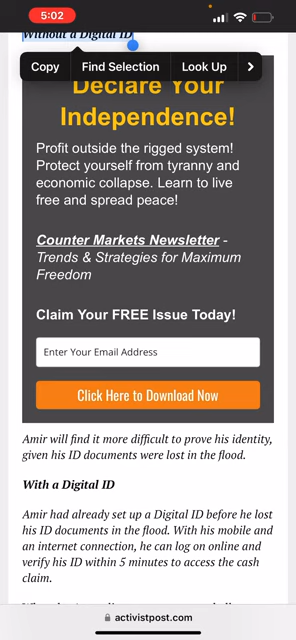 5:02
Without a Digital ID
Copy
Find Selection
Look Up
Declare Your
Independence!
Profit outside the rigged system!
Protect yourself from tyranny and
economic collapse. Learn to live
free and spread peace!
Counter Markets Newsletter -
Trends & Strategies for Maximum
Freedom
Claim Your FREE Issue Today!
Enter Your Email Address
Click Here to Download Now
Amir will find it more difficult to prove his identity,
given his ID documents were lost in the flood.
With a Digital ID
Amir had already set up a Digital ID before he lost
his ID documents in the flood. With his mobile and
an internet connection, he can log on online and
verify his ID within 5 minutes to access the cash
claim.
activistpost.com